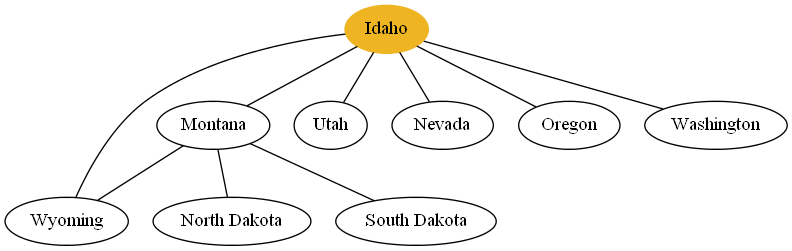 Idaho
Montana
Utah
Nevada
Oregon
Washington
Wyoming
North Dakota
South Dakota